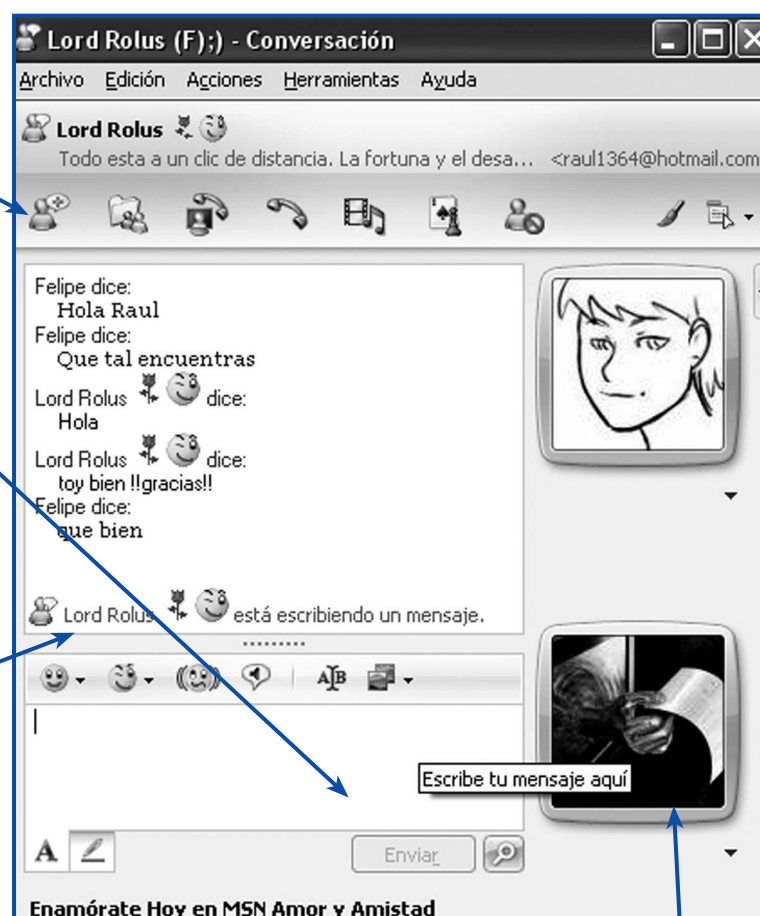 Lord Rolus (F);) - Conversación
Archivo Edición Acciones Herramientas Ayuda
Lord Rolus
Todo esta a un clic de distancia. La fortuna y el desa... <raul1364@hotmail.com
Felipe dice:
Hola Raul
Felipe dice:
Que tal encuentras
Lord Rolus dice:
Hola
Lord Rolus dice:
toy bien !!gracias!!
Felipe dice:
que bien
Lord Rolus está escribiendo un mensaje.
AB
Escribe tu mensaje aquí
A
Enviar
Enamórate Hoy en MSN Amor y Amistad